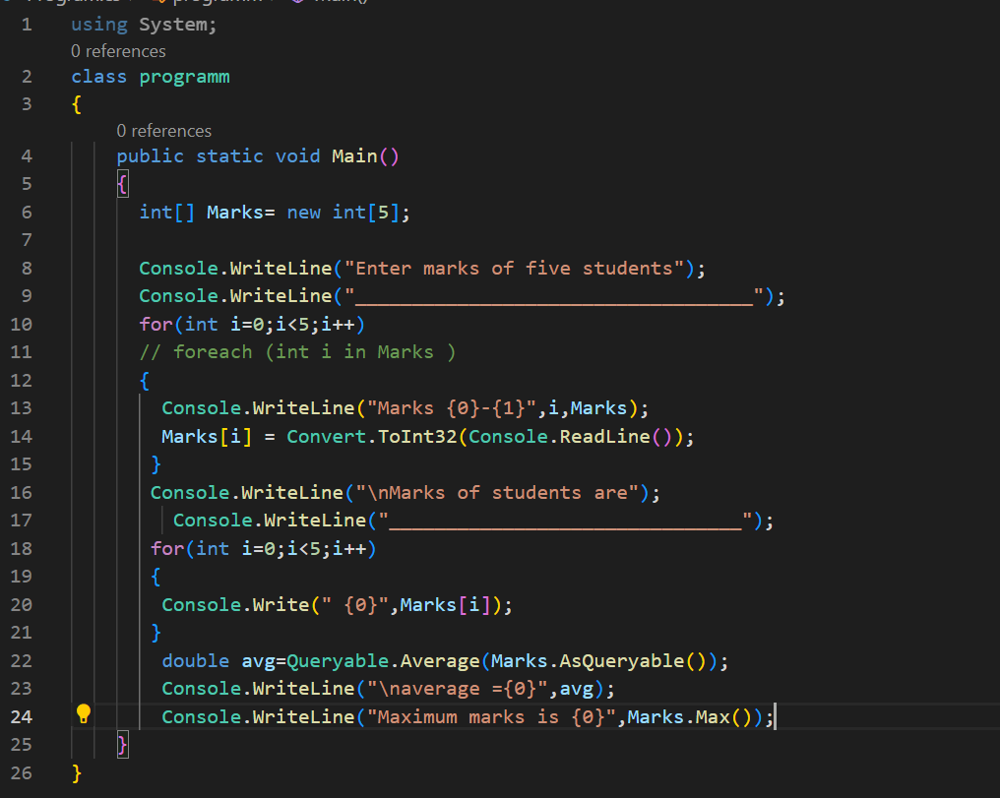 1 using System;
0 references
2 class programm
3 {
0 references
4 public static void Main()
5 {
6 int[] Marks= new int[5];
7
8 Console.WriteLine("Enter marks of five students");
9 Console.WriteLine("___________________________________");
10 for(int i=0;i<5;i++)
11 // foreach (int i in Marks )
12 {
13 Console.WriteLine("Marks {0}-{1}",i,Marks);
14 Marks[i] = Convert.ToInt32(Console.ReadLine());
15 }
16 Console.WriteLine("\nMarks of students are");
17 Console.WriteLine("_______________________________");
18 for(int i=0;i<5;i++)
19 {
20 Console.Write(" {0}",Marks[i]);
21 }
22 double avg=Queryable.Average(Marks.AsQueryable());
23 Console.WriteLine("\naverage ={0}",avg);
24 Console.WriteLine("Maximum marks is {0}",Marks.Max());
25 }
26 }